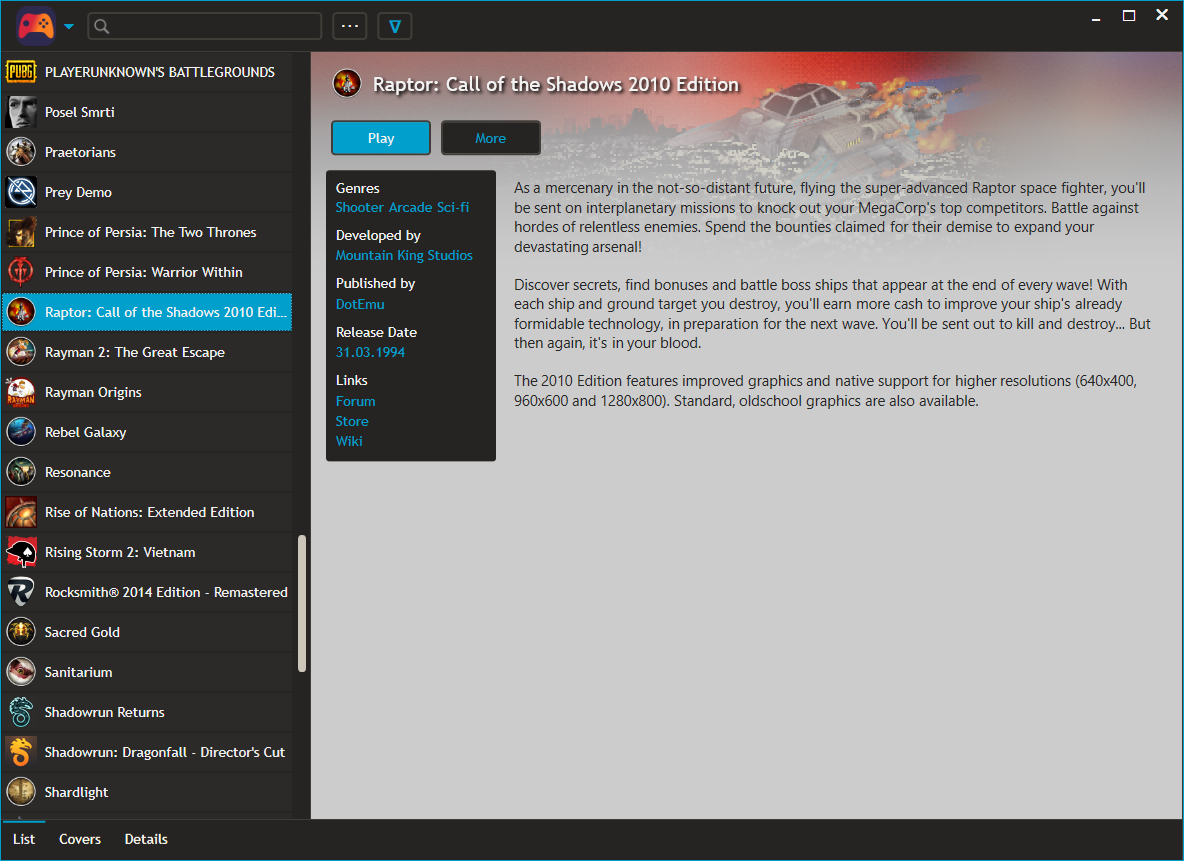 ...
PUBG
PLAYERUNKNOWN'S BATTLEGROUNDS
Posel Smrti
Praetorians
Prey Demo
Prince of Persia: The Two Thrones
Prince of Persia: Warrior Within
Raptor: Call of the Shadows 2010 Edi...
Rayman 2: The Great Escape
RAYMAN
Rayman Origins
Rebel Galaxy
Resonance
Rise of Nations: Extended Edition
Rising Storm 2: Vietnam
Rocksmith® 2014 Edition - Remastered
Sacred Gold
Sanitarium
Shadowrun Returns
Shadowrun: Dragonfall - Director's Cut
Shardlight
List
Covers
Details
Raptor: Call of the Shadows 2010 Edition
Play
More
Genres
Shooter Arcade Sci-fi
Developed by
Mountain King Studios
Published by
DotEmu
Release Date
31.03.1994
Links
Forum
Store
Wiki
As a mercenary in the not-so-distant future, flying the super-advanced Raptor space fighter, you'll
be sent on interplanetary missions to knock out your MegaCorp's top competitors. Battle against
hordes of relentless enemies. Spend the bounties claimed for their demise to expand your
devastating arsenal!
Discover secrets, find bonuses and battle boss ships that appear at the end of every wave! With
each ship and ground target you destroy, you'll earn more cash to improve your ship's already
formidable technology, in preparation for the next wave. You'll be sent out to kill and destroy... But
then again, it's in your blood.
The 2010 Edition features improved graphics and native support for higher resolutions (640x400,
960x600 and 1280x800). Standard, oldschool graphics are also available.